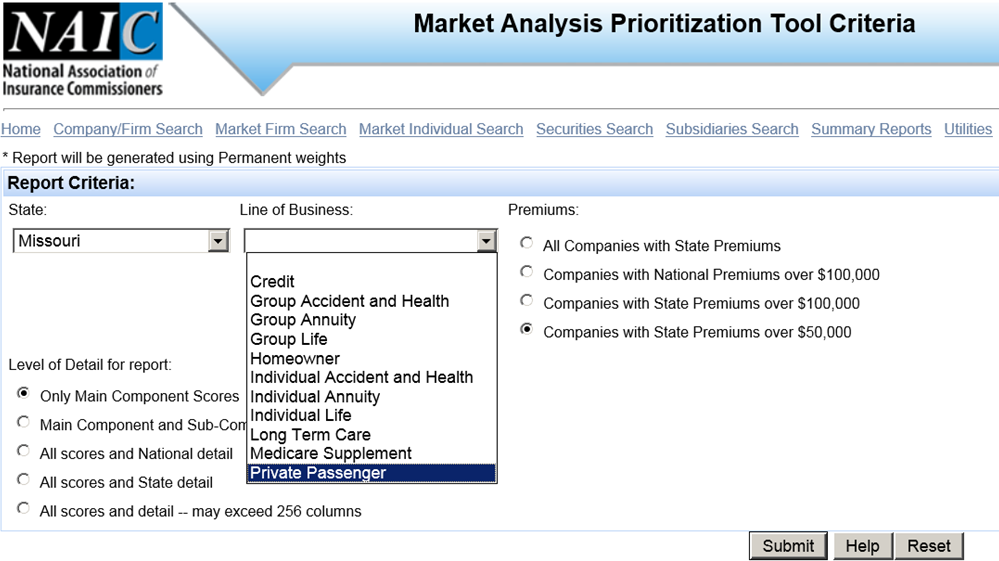 NAIC
National Association of
Insurance Commissioners
Market Analysis Prioritization Tool Criteria
Home Company/Firm Search Market Firm Search Market Individual Search Securities Search Subsidiaries Search Summary Reports Utilities
* Report will be generated using Permanent weights
Report Criteria:
State:
Missouri
Line of Business:
Credit
Group Accident and Health
Group Annuity
Group Life
Homeowner
Individual Accident and Health
Individual Annuity
Individual Life
Long Term Care
Medicare Supplement
Private Passenger
Premiums:
All Companies with State Premiums
Companies with National Premiums over $100,000
Companies with State Premiums over $100,000
Companies with State Premiums over $50,000
Level of Detail for report:
Only Main Component Scores
Main Component and Sub-Com
All scores and National detail
All scores and State detail
All scores and detail -- may exceed 256 columns
Submit Help Reset